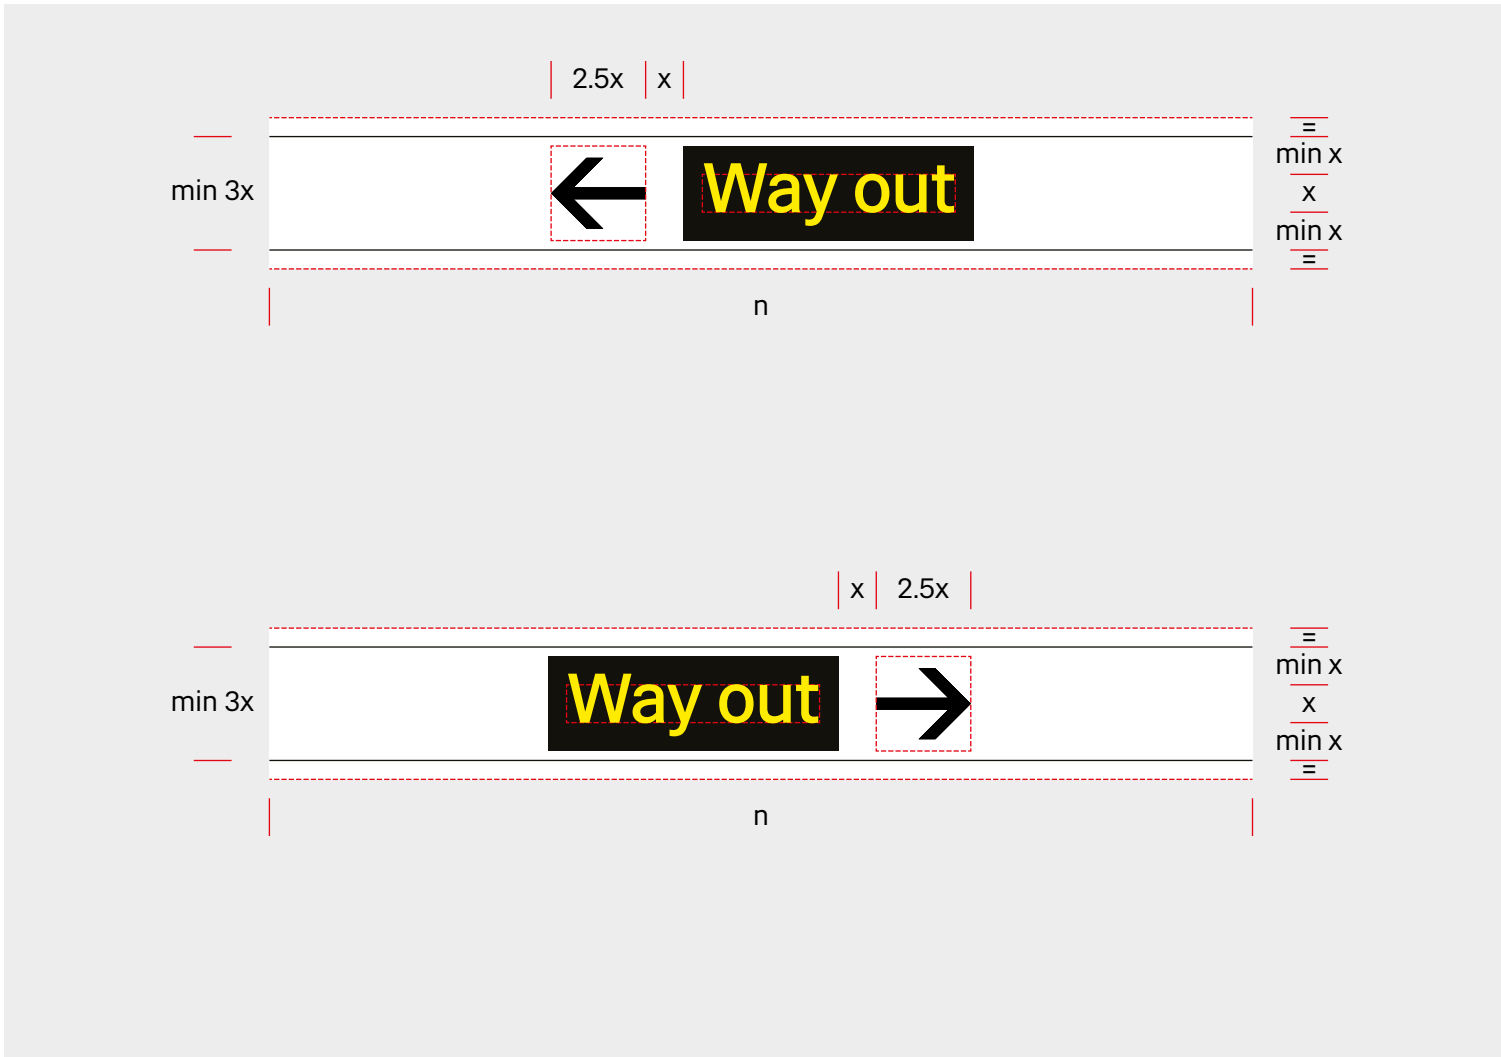 2.5x x
=
min x
min 3x
Way out
x
min x
=
n
x 2.5x
=
min x
min 3x
Way out
x
min x
=
n